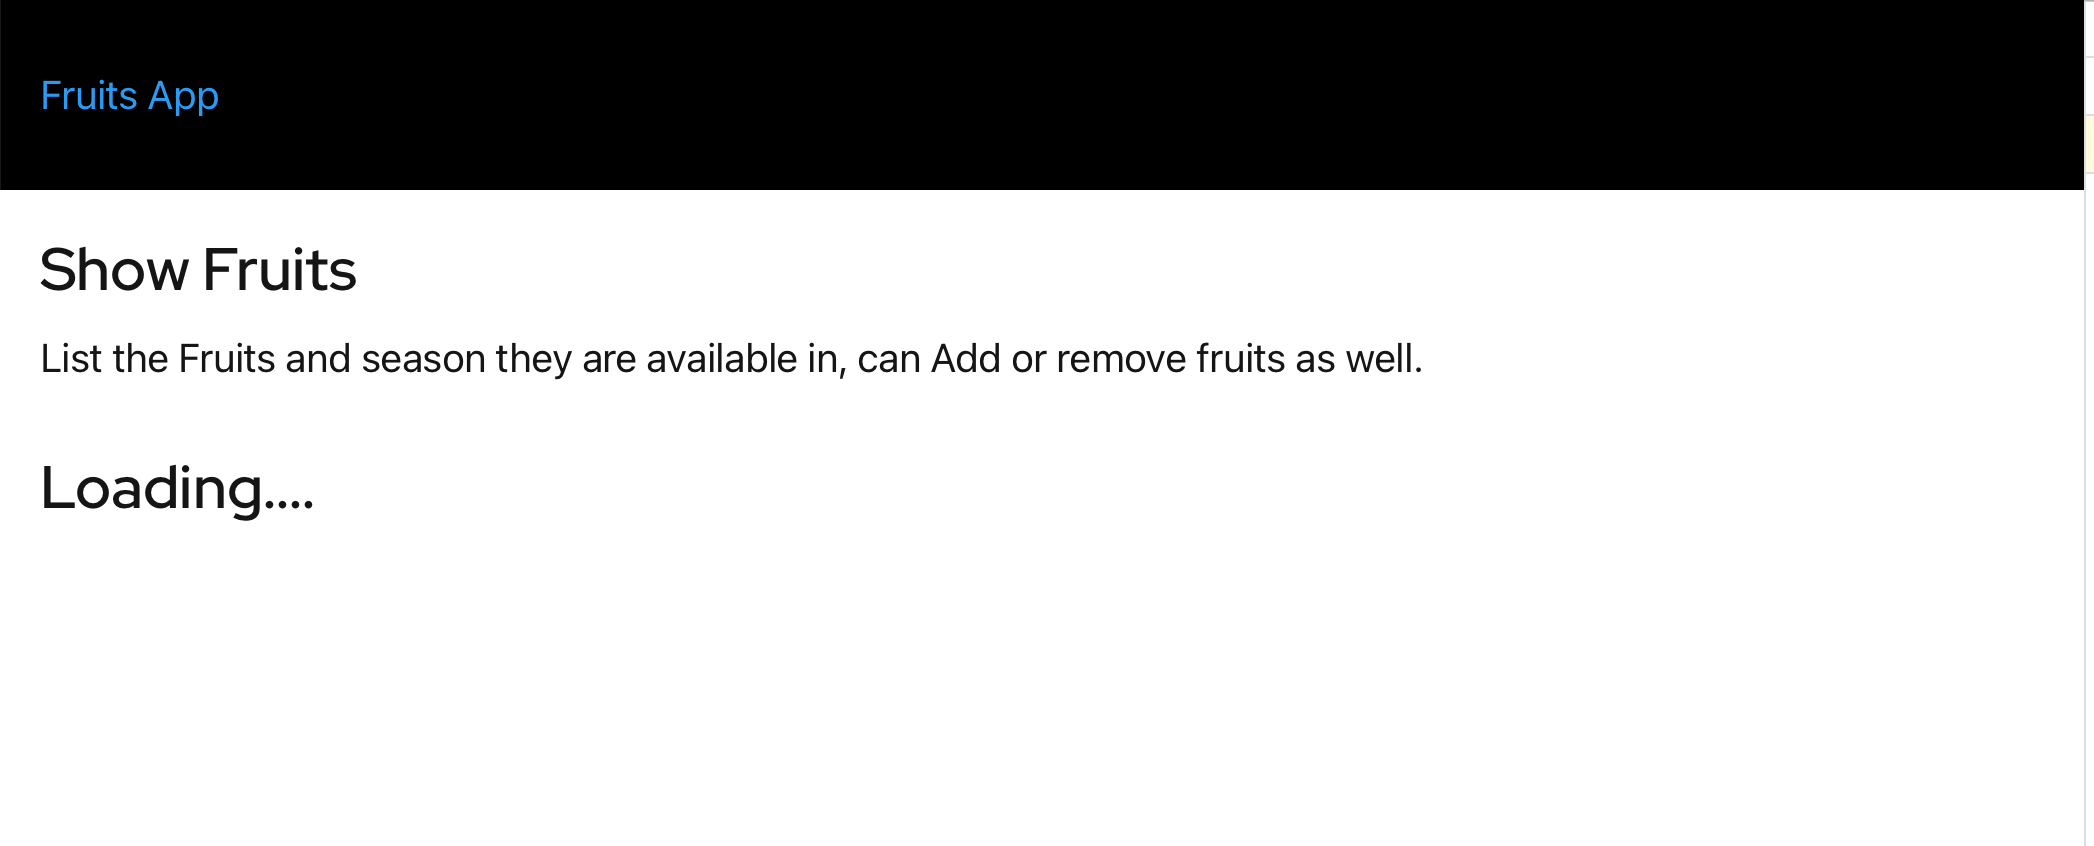 Fruits App
Show Fruits
List the Fruits and season they are available in, can Add or remove fruits as well.
Loading....